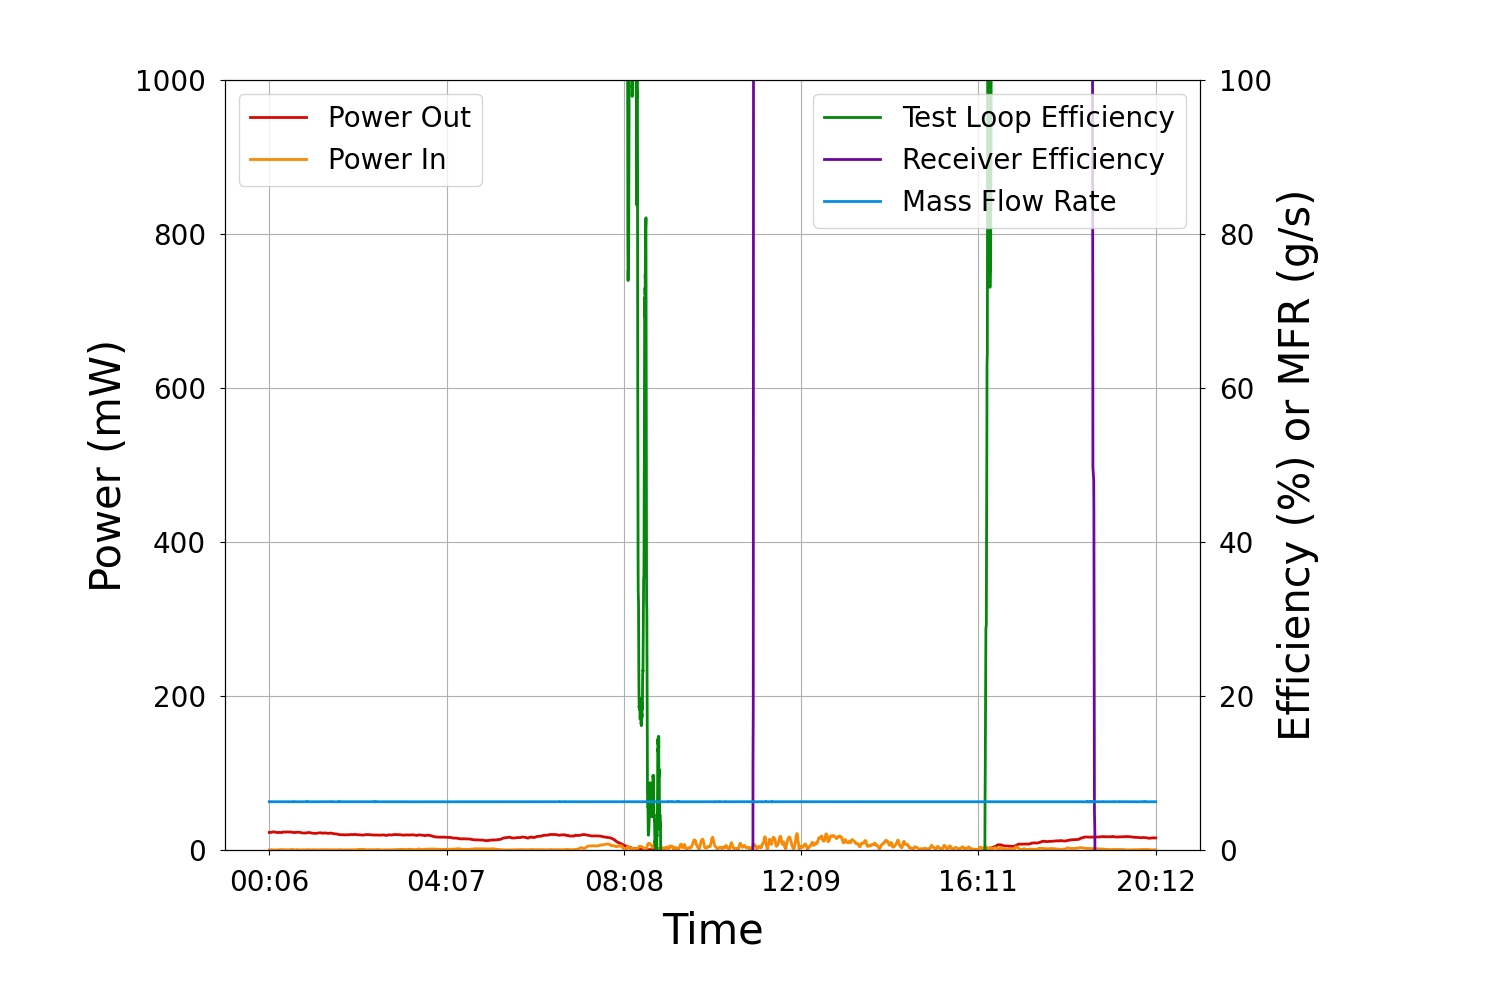 Power Out
Power In
Test Loop Efficiency
Receiver Efficiency
Mass Flow Rate
1000
800
600
400
200
0
Power (mW)
100
80
60
40
20
0
Efficiency (%) or MFR (g/s)
00:06 04:07 08:08 12:09 16:11 20:12
Time